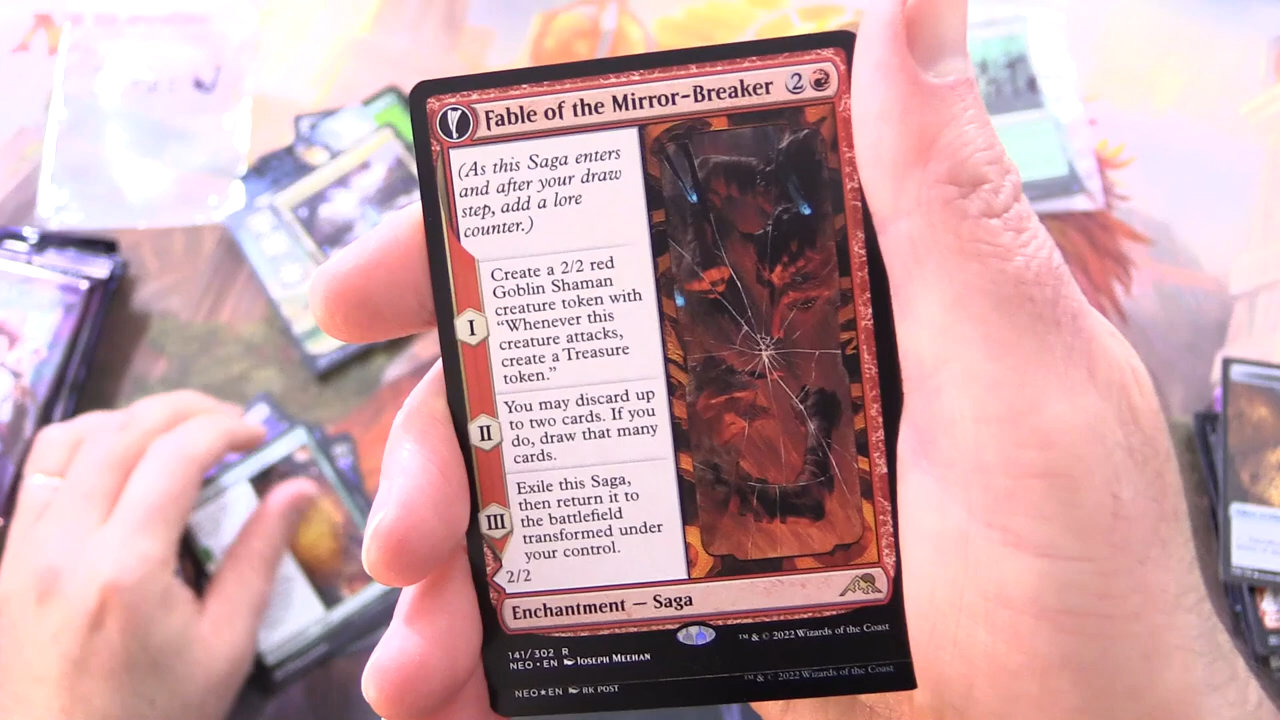 Fable of the Mirror-Breaker 2
(As this Saga enters
and after your draw
step, add a lore
counter.)
I
Create a 2/2 red
Goblin Shaman
creature token with
“Whenever this
creature attacks,
create a Treasure
token.”
II
You may discard up
to two cards. If you
do, draw that many
cards.
III
Exile this Saga,
then return it to
the battlefield
transformed under
your control.
2/2
Enchantment — Saga
141/302 R
NEO • EN Joseph Meehan
™ & © 2022 Wizards of the Coast
NEO★EN RK Post
™ & © 2022 Wizards of the Coast